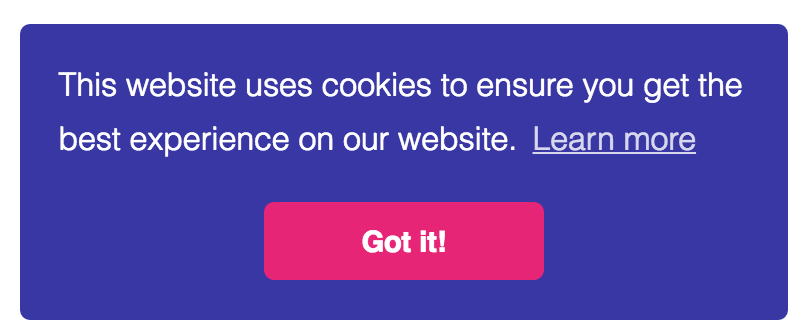 This website uses cookies to ensure you get the
best experience on our website. Learn more
Got it!